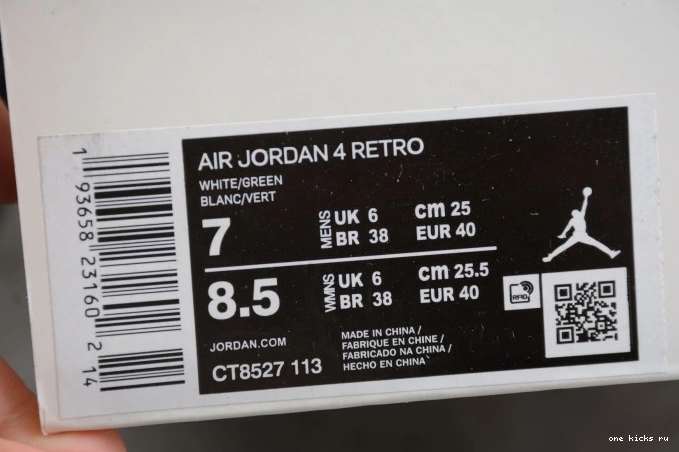 AIR JORDAN 4 RETRO
WHITE/GREEN
BLANC/VERT
7 MENS UK 6 cm 25
BR 38 EUR 40
8.5 WMNS UK 6 cm 25.5
BR 38 EUR 40
JORDAN.COM
CT8527 113
MADE IN CHINA /
FABRIQUE EN CHINE /
FABRICADO NA CHINA /
HECHO EN CHINA
RFID
1 93658 23160 2 14
one kicks ru